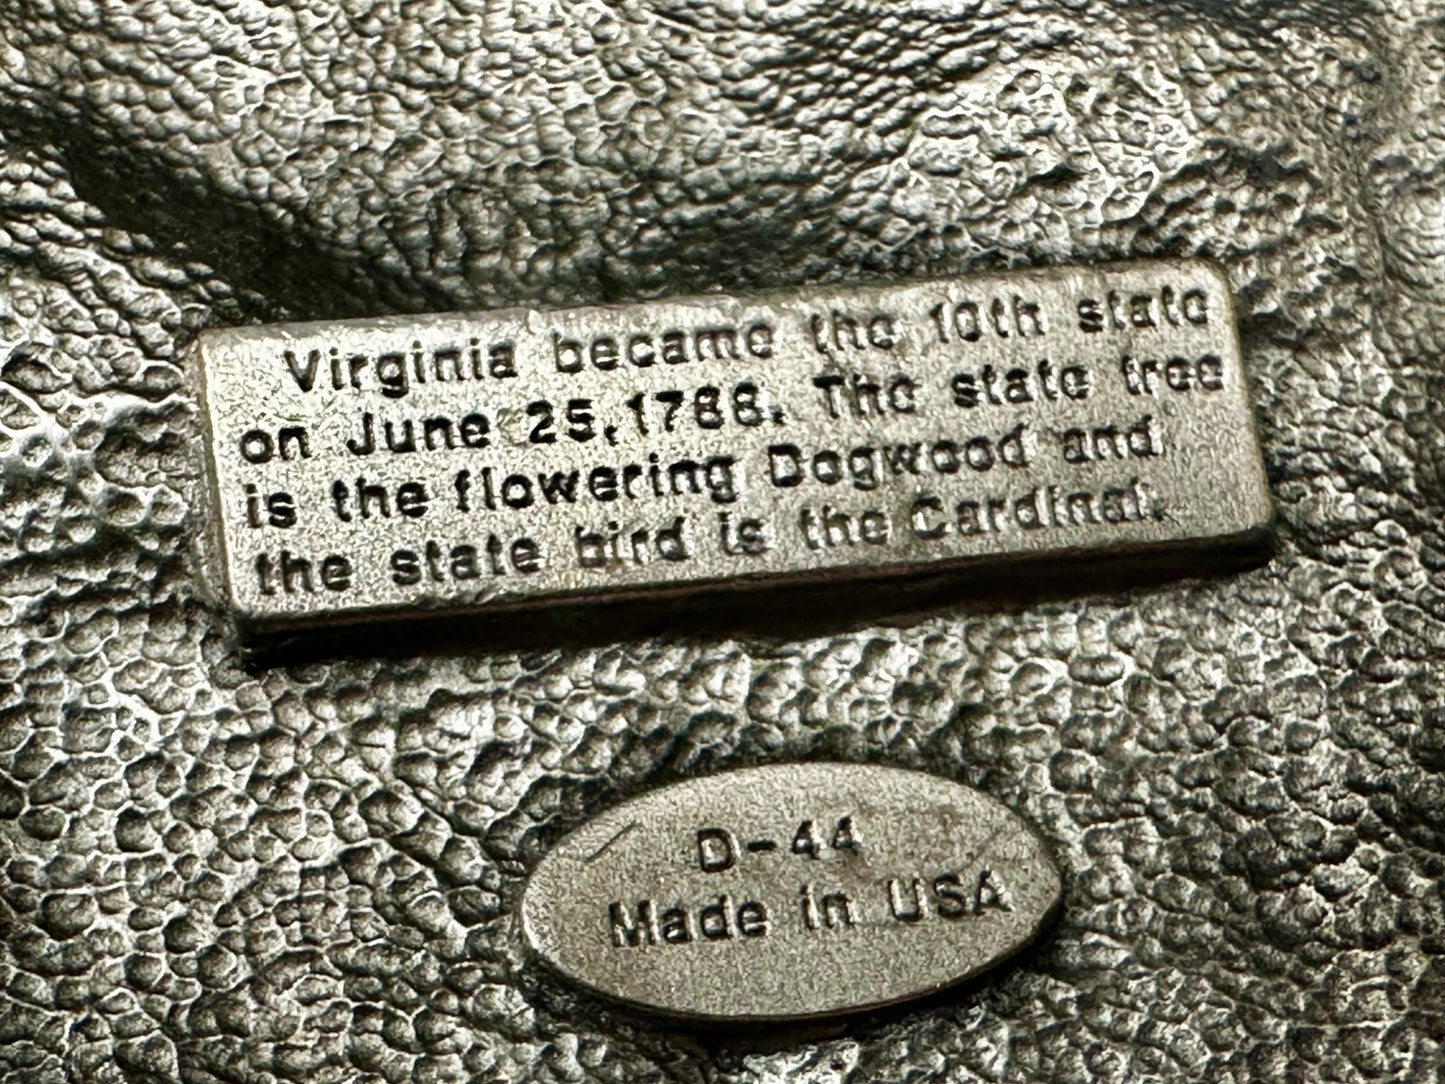 Virginia became the 10th state
on June 25, 1788. The state tree
is the flowering Dogwood and
the state bird is the Cardinal.
D-44
Made in USA